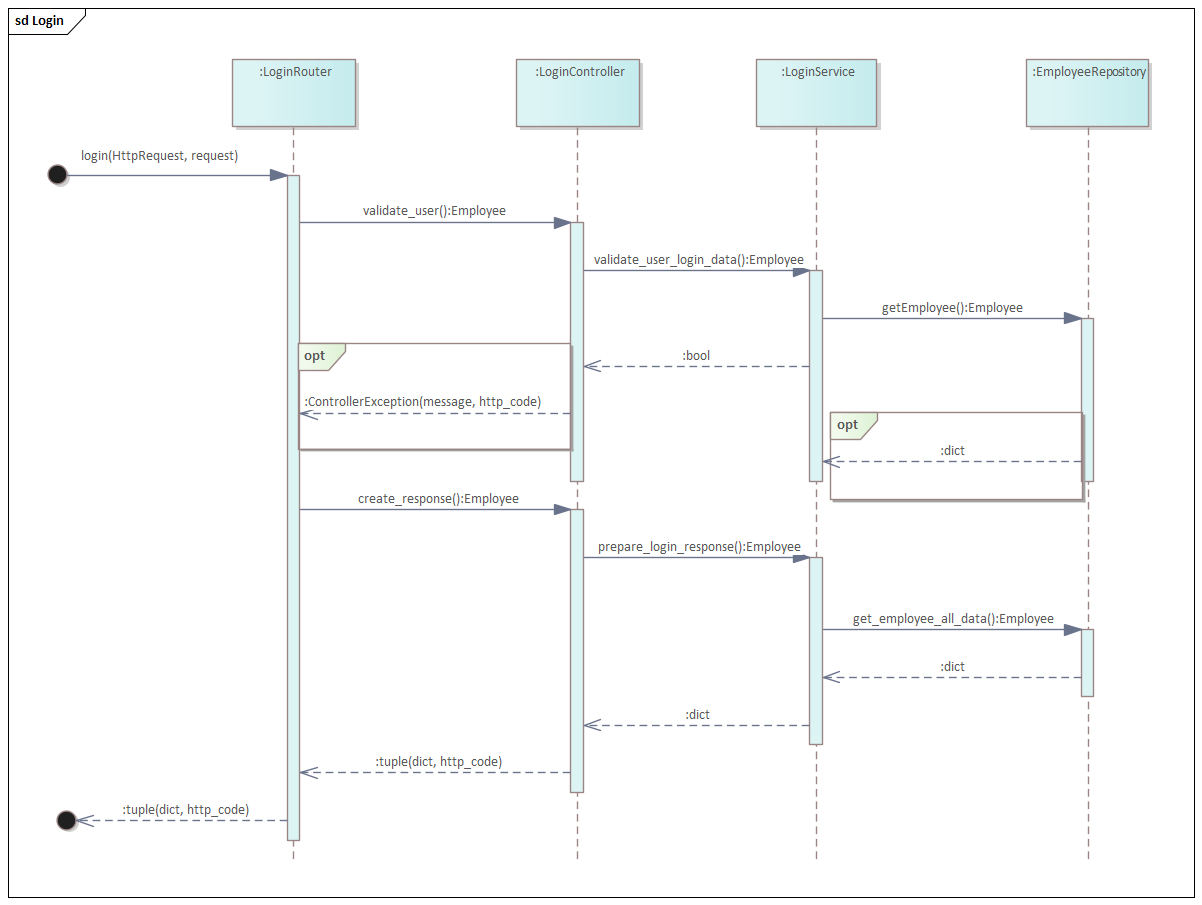 sd Login
:LoginRouter
:LoginController
:LoginService
:EmployeeRepository
login(HttpRequest, request)
validate_user():Employee
validate_user_login_data():Employee
getEmployee():Employee
opt
:bool
:ControllerException(message, http_code)
opt
:dict
create_response():Employee
prepare_login_response():Employee
get_employee_all_data():Employee
:dict
:dict
:tuple(dict, http_code)
:tuple(dict, http_code)